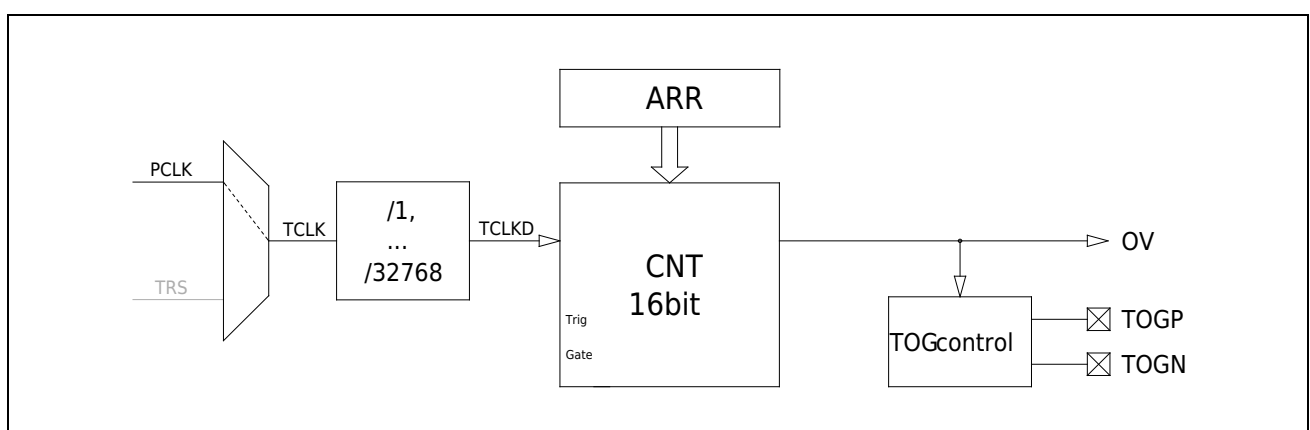 ARR
PCLK
TRS
TCLK
/1,
...
/32768
TCLKD
CNT
16bit
Trig
Gate
OV
TOGcontrol
TOGP
TOGN